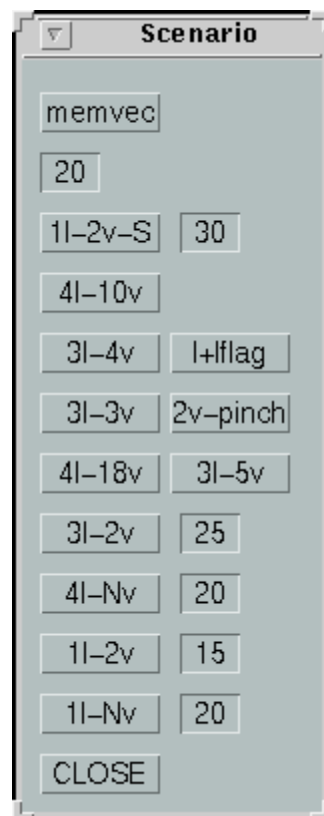 Scenario
memvec
20
1l-2v-S 30
4l-10v
3l-4v l+lflag
3l-3v 2v-pinch
4l-18v 3l-5v
3l-2v 25
4l-Nv 20
1l-2v 15
1l-Nv 20
CLOSE